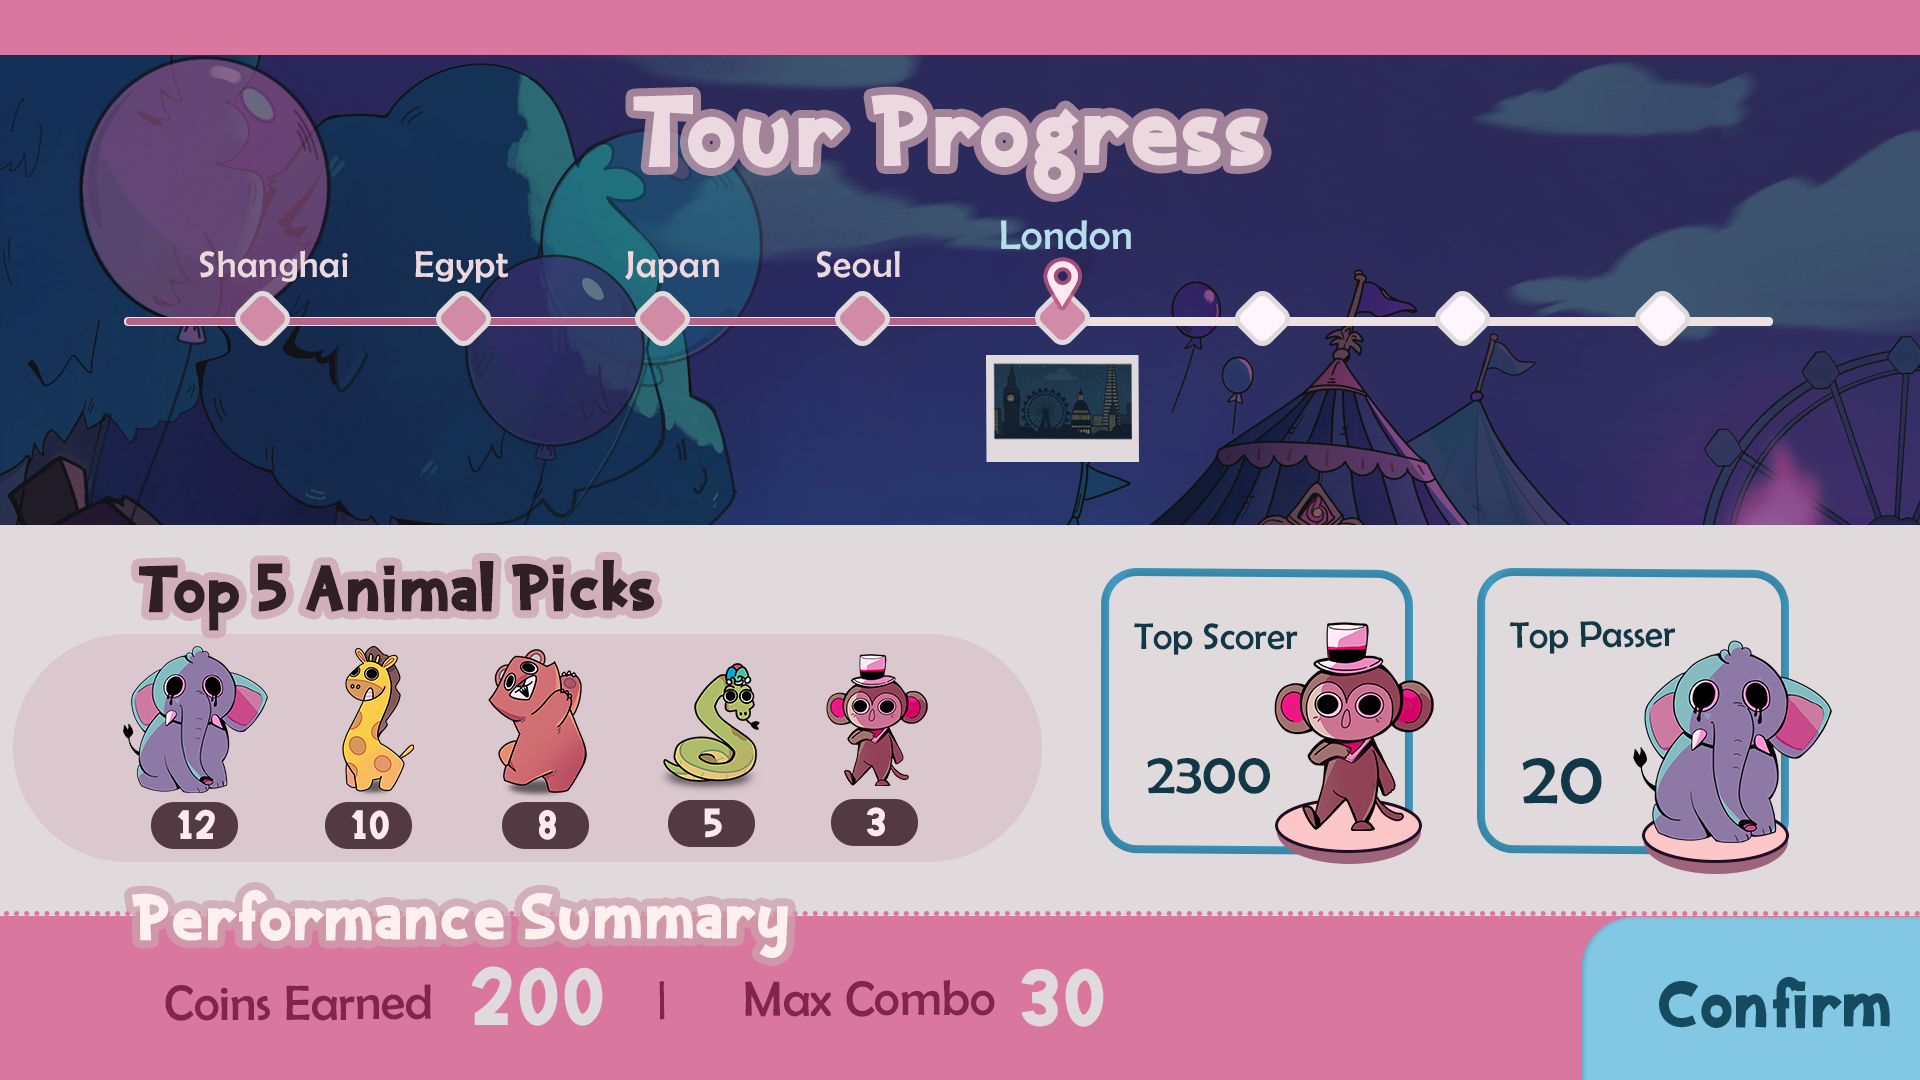 Tour Progress
London
Shanghai Egypt Japan Seoul
Top 5 Animal Picks
12 10 8 5 3
Top Scorer
2300
Top Passer
20
Performance Summary
Coins Earned 200 | Max Combo 30
Confirm